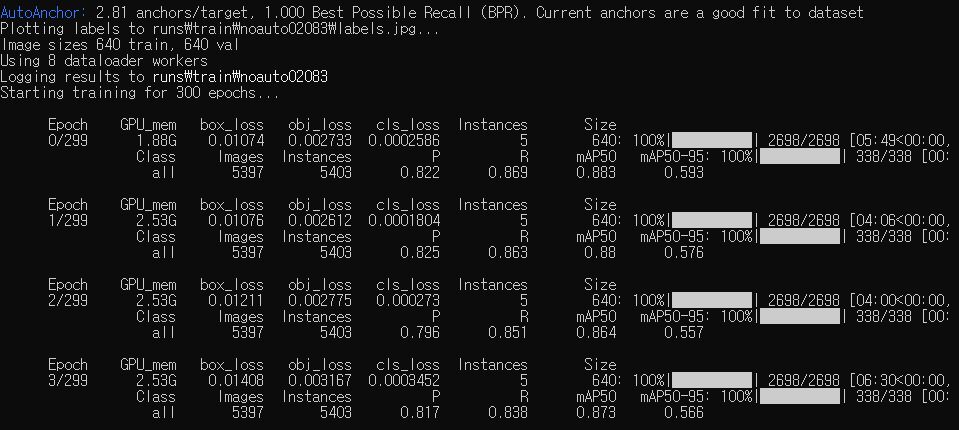 AutoAnchor: 2.81 anchors/target, 1.000 Best Possible Recall (BPR). Current anchors are a good fit to dataset
Plotting labels to runs₩train₩noauto02083₩labels.jpg...
Image sizes 640 train, 640 val
Using 8 dataloader workers
Logging results to runs₩train₩noauto02083
Starting training for 300 epochs...
Epoch GPU_mem box_loss obj_loss cls_loss Instances Size
0/299 1.88G 0.01074 0.002733 0.0002586 5 640: 100%| | 2698/2698 [05:49<00:00,
Class Images Instances P R mAP50 mAP50-95: 100%| | 338/338 [00:
all 5397 5403 0.822 0.869 0.883 0.593
Epoch GPU_mem box_loss obj_loss cls_loss Instances Size
1/299 2.53G 0.01076 0.002612 0.0001804 5 640: 100%| | 2698/2698 [04:06<00:00,
Class Images Instances P R mAP50 mAP50-95: 100%| | 338/338 [00:
all 5397 5403 0.825 0.863 0.88 0.576
Epoch GPU_mem box_loss obj_loss cls_loss Instances Size
2/299 2.53G 0.01211 0.002775 0.000273 5 640: 100%| | 2698/2698 [04:00<00:00,
Class Images Instances P R mAP50 mAP50-95: 100%| | 338/338 [00:
all 5397 5403 0.796 0.851 0.864 0.557
Epoch GPU_mem box_loss obj_loss cls_loss Instances Size
3/299 2.53G 0.01408 0.003167 0.0003452 5 640: 100%| | 2698/2698 [06:30<00:00,
Class Images Instances P R mAP50 mAP50-95: 100%| | 338/338 [00:
all 5397 5403 0.817 0.838 0.873 0.566